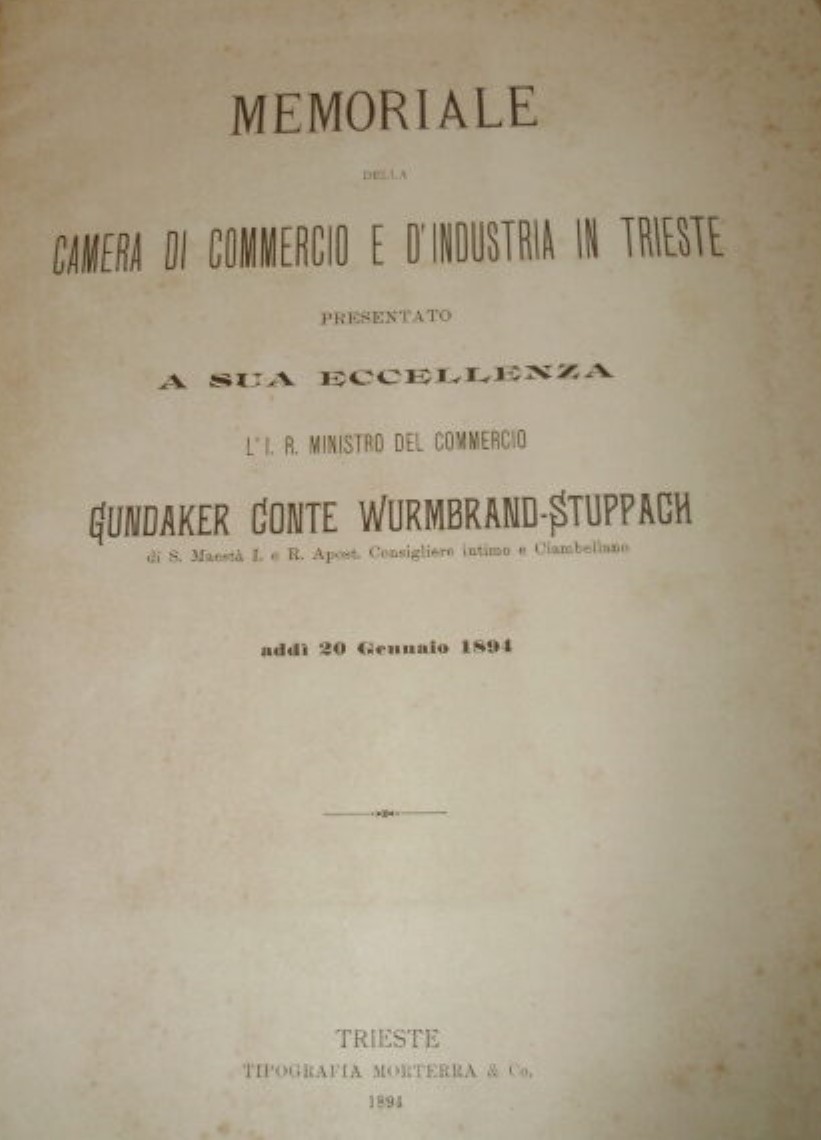 MEMORIALE
DELLA
CAMERA DI COMMERCIO E D'INDUSTRIA IN TRIESTE
PRESENTATO
A SUA ECCELLENZA
L' I. R. MINISTRO DEL COMMERCIO
GUNDAKER CONTE WURMBRAND-STUPPACH
di S. Maestà I. e R. Apost. Consigliere intimo e Ciambellano
addì 20 Gennaio 1894
TRIESTE
TIPOGRAFIA MORTERRA & Co.
1894